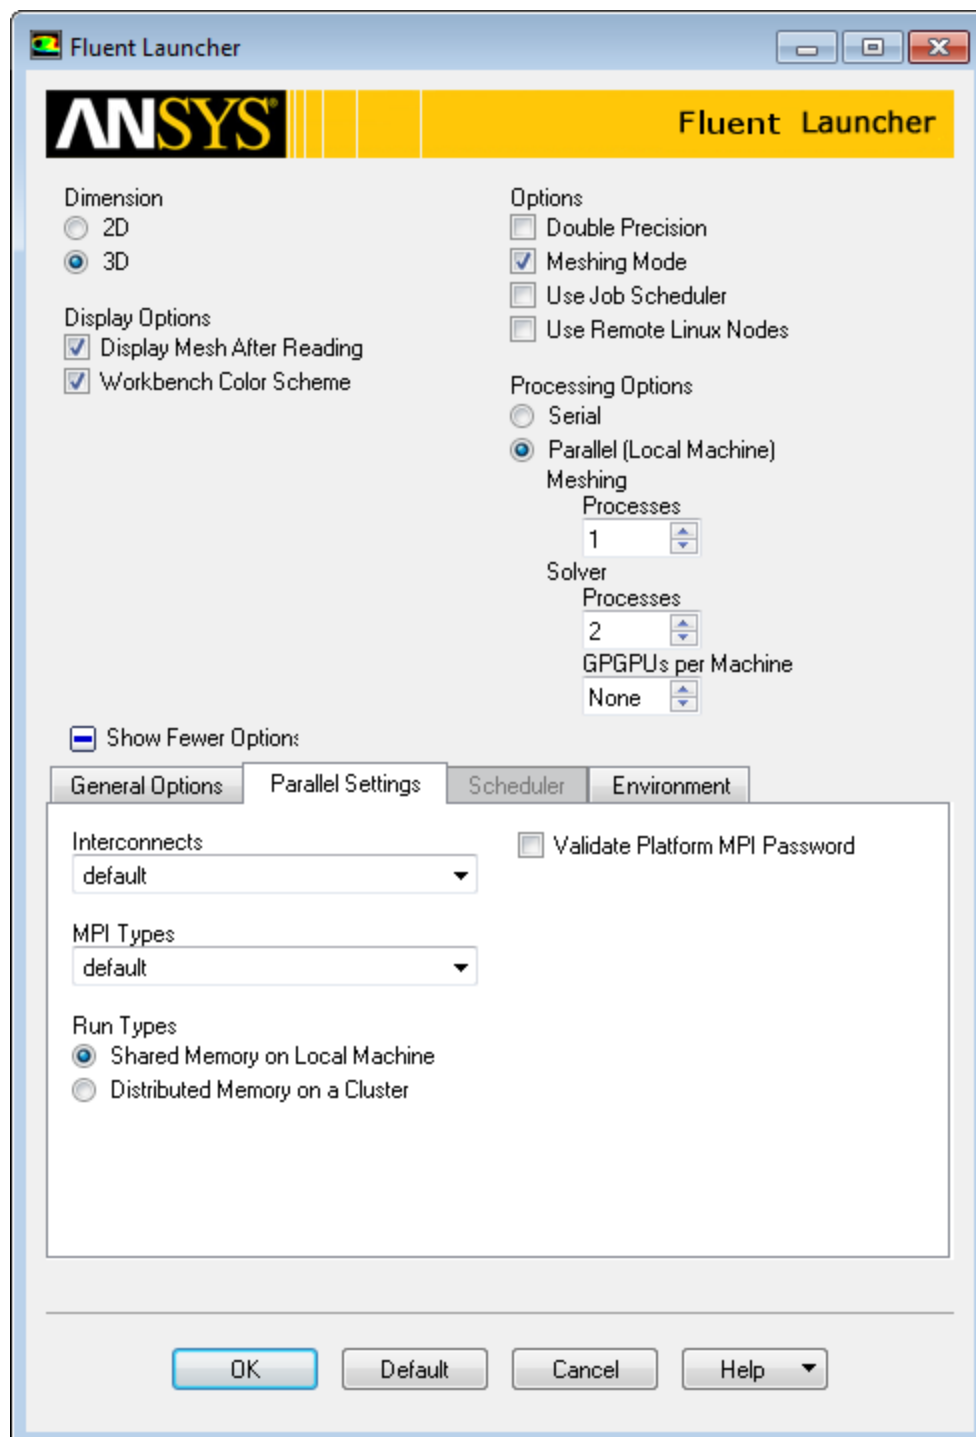 Fluent Launcher
ANSYS®
Fluent Launcher
Dimension
2D
3D
Display Options
Display Mesh After Reading
Workbench Color Scheme
Options
Double Precision
Meshing Mode
Use Job Scheduler
Use Remote Linux Nodes
Processing Options
Serial
Parallel (Local Machine)
Meshing
Processes
1
Solver
Processes
2
GPGPUs per Machine
None
Show Fewer Options
General Options
Parallel Settings
Scheduler
Environment
Interconnects
default
MPI Types
default
Run Types
Shared Memory on Local Machine
Distributed Memory on a Cluster
Validate Platform MPI Password
OK
Default
Cancel
Help